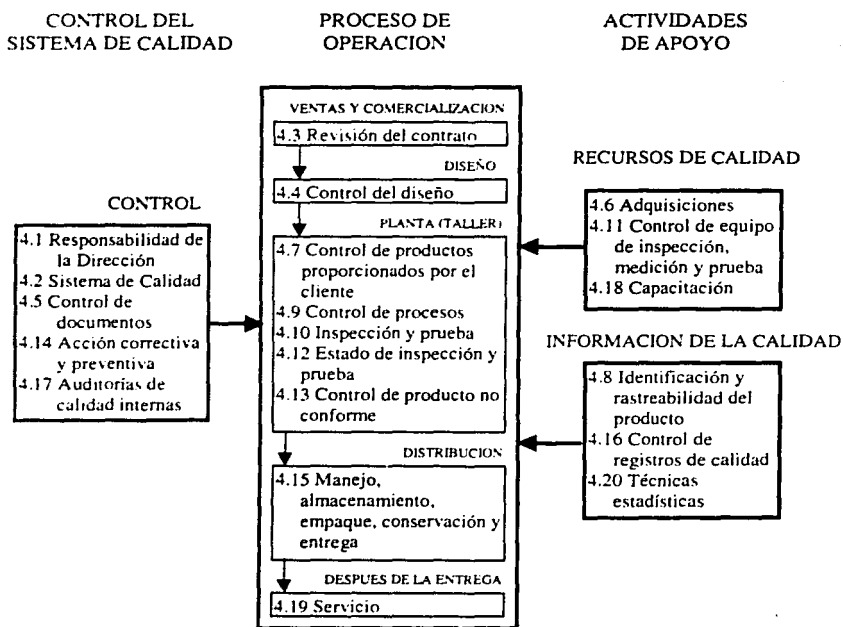 CONTROL DEL
SISTEMA DE CALIDAD
PROCESO DE
OPERACION
ACTIVIDADES
DE APOYO
CONTROL
4.1 Responsabilidad de
la Dirección
4.2 Sistema de Calidad
4.5 Control de
documentos
4.14 Acción correctiva
y preventiva
4.17 Auditorías de
calidad internas
VENTAS Y COMERCIALIZACION
4.3 Revisión del contrato
DISEÑO
4.4 Control del diseño
PLANTA (TALLER)
4.7 Control de productos
proporcionados por el
cliente
4.9 Control de procesos
4.10 Inspección y prueba
4.12 Estado de inspección y
prueba
4.13 Control de producto no
conforme
DISTRIBUCION
4.15 Manejo,
almacenamiento,
empaque, conservación y
entrega
DESPUES DE LA ENTREGA
4.19 Servicio
RECURSOS DE CALIDAD
4.6 Adquisiciones
4.11 Control de equipo
de inspección,
medición y prueba
4.18 Capacitación
INFORMACION DE LA CALIDAD
4.8 Identificación y
rastreabilidad del
producto
4.16 Control de
registros de calidad
4.20 Técnicas
estadísticas